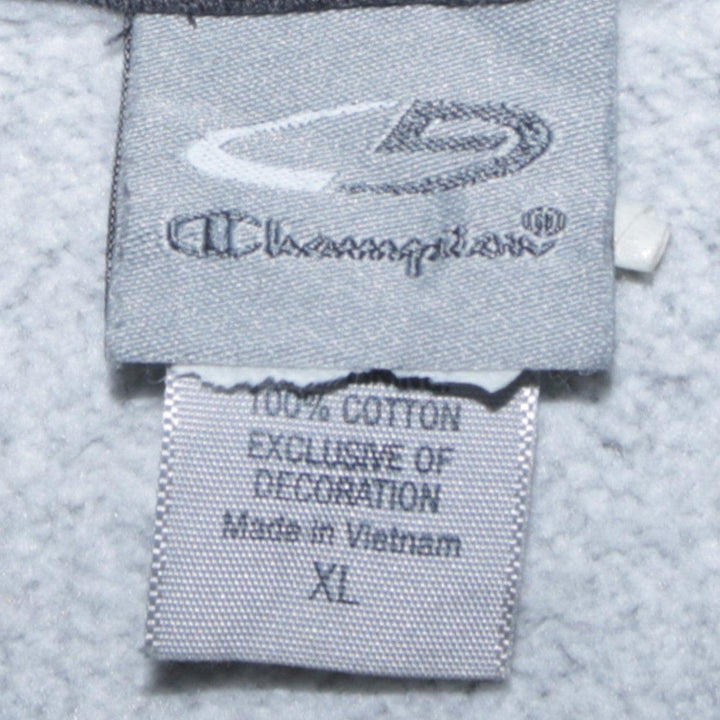 Champion®
100% COTTON
EXCLUSIVE OF
DECORATION
Made in Vietnam
XL